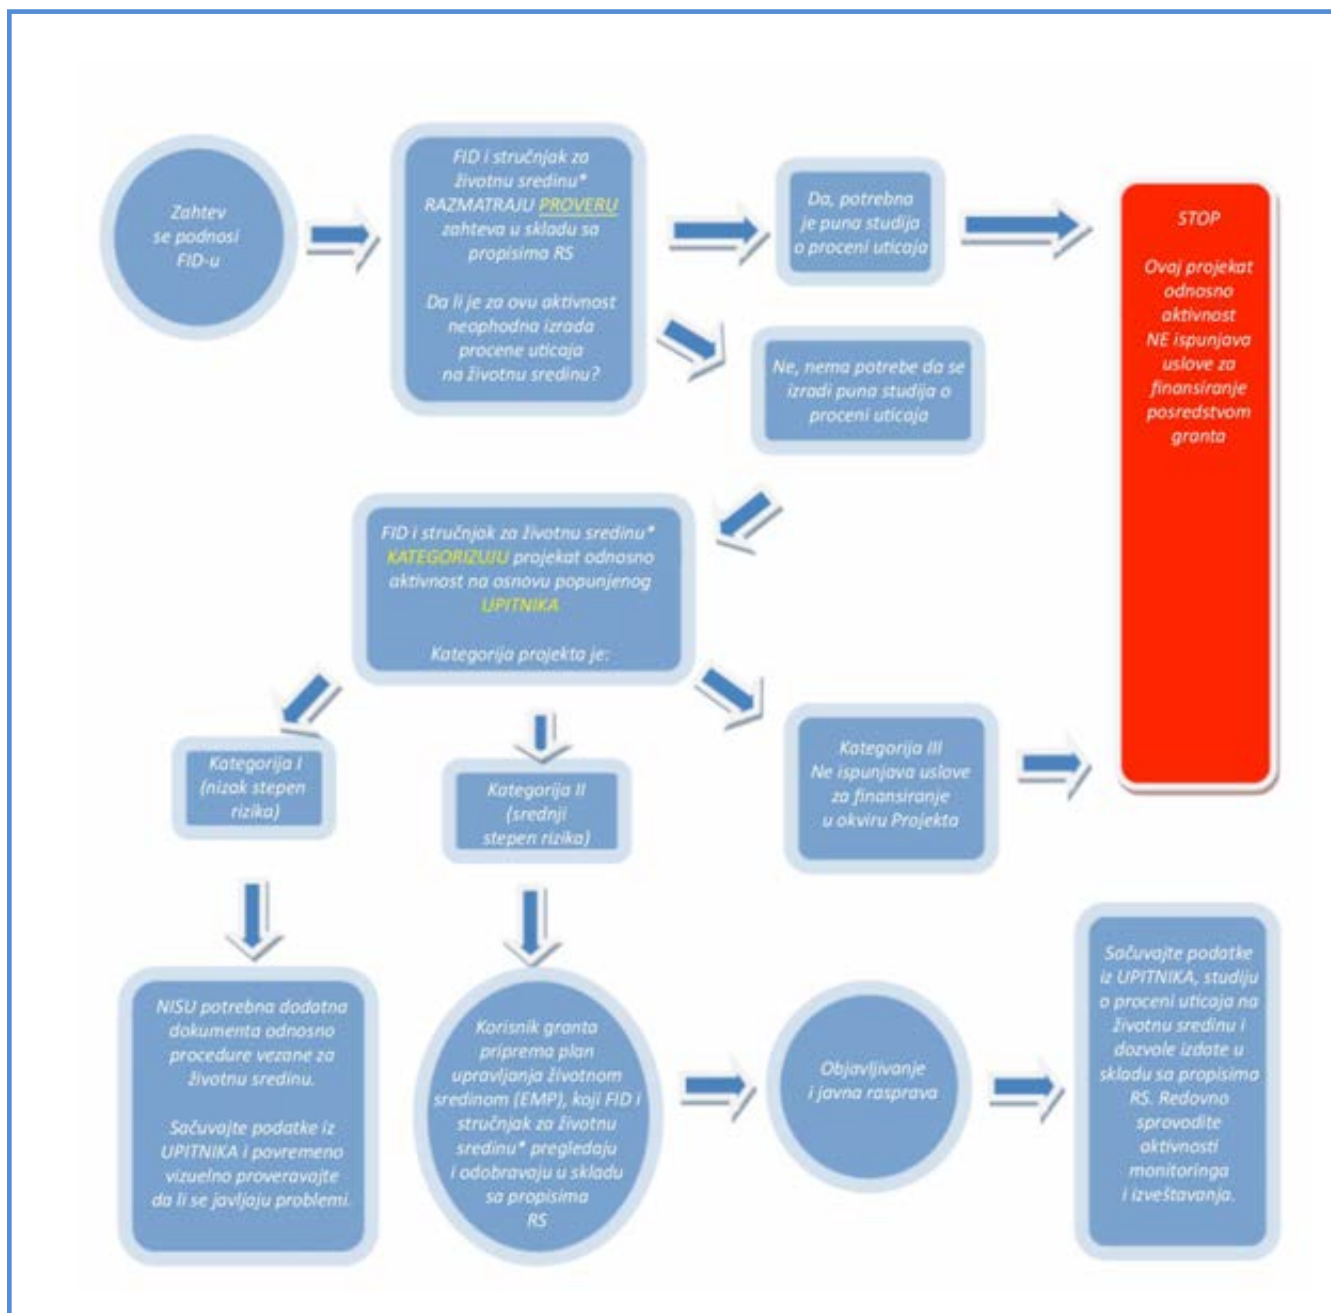 Zahtev
se podnosi
FID-u
FID i stručnjak za
životnu sredinu*
RAZMATRAJU PROVERU
zahteva u skladu sa
propisima RS
Da li je za ovu aktivnost
neophodna izrada
procene uticaja
na životnu sredinu?
Da, potrebna
je puna studija
o proceni uticaja
STOP
Ovaj projekat
odnosno
aktivnost
NE ispunjava
uslove za
finansiranje
posredstvom
granta
Ne, nema potrebe da se
izradi puna studija o
proceni uticaja
FID i stručnjak za životnu sredinu*
KATEGORIZUJU projekat odnosno
aktivnost na osnovu popunjenog
UPITNIKA
Kategorija projekta je:
Kategorija I
(nizak stepen
rizika)
Kategorija II
(srednji
stepen rizika)
Kategorija III
Ne ispunjava uslove
za finansiranje
u okviru Projekta
NISU potrebna dodatna
dokumenta odnosno
procedure vezane za
životnu sredinu.
Sačuvajte podatke iz
UPITNIKA i povremeno
vizuelno proveravajte
da li se javljaju problemi.
Korisnik granta
priprema plan
upravljanja životnom
sredinom (EMP), koji FID i
stručnjak za životnu
sredinu* pregledaju
i odobravaju u skladu
sa propisima
RS
Objavljivanje
i javna rasprava
Sačuvajte podatke
iz UPITNIKA, studiju
o proceni uticaja na
životnu sredinu i
dozvole izdate u
skladu sa propisima
RS. Redovno
sprovodite
aktivnosti
monitoringa
i izveštavanja.